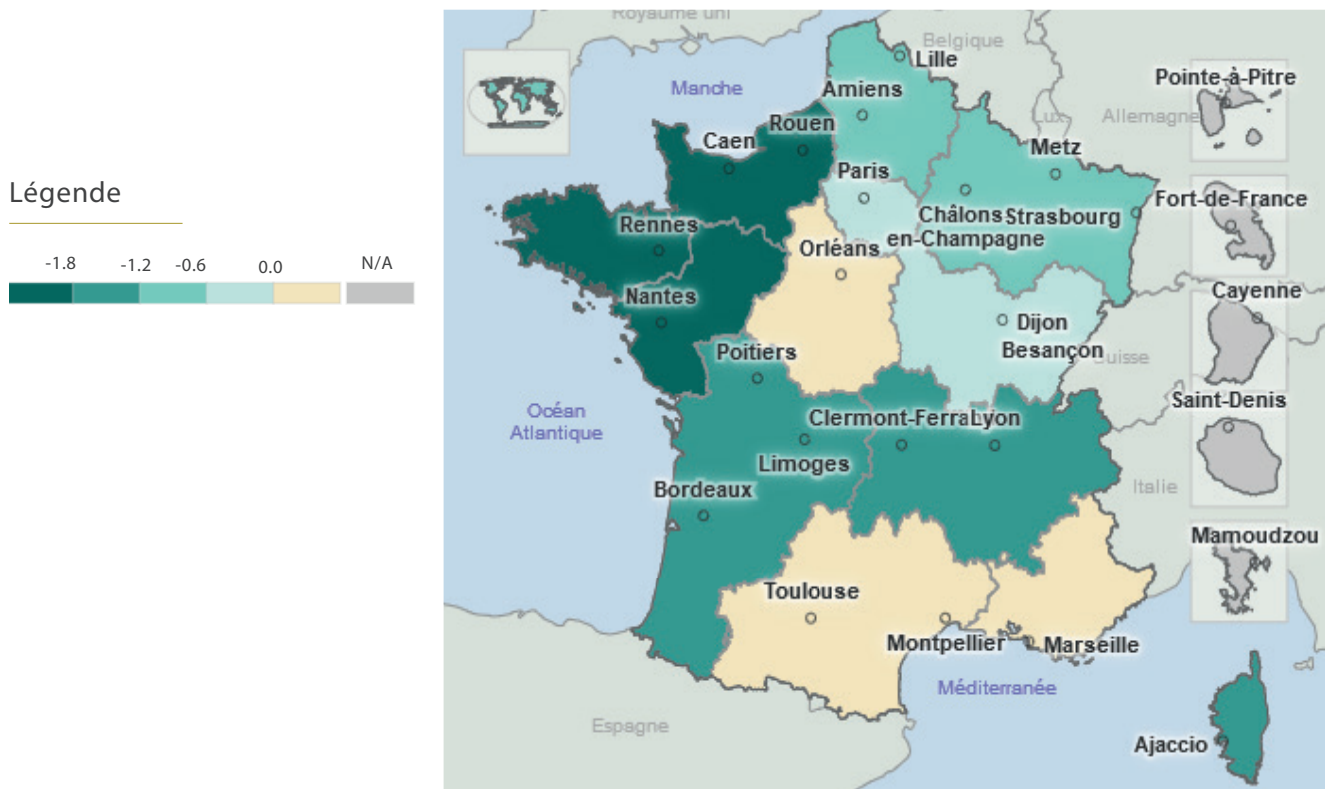 Légende
-1.8 -1.2 -0.6 0.0 N/A
Royaume uni
Belgique
Lille
Manche
Amiens
Pointe-à-Pitre
Lux.
Allemagne
Rouen
Caen
Metz
Paris
Châlons
en-Champagne
Strasbourg
Fort-de-France
Rennes
Orléans
Nantes
Cayenne
Dijon
Besançon
Suisse
Poitiers
Saint-Denis
Océan
Atlantique
Clermont-Ferra
Lyon
Limoges
Bordeaux
Italie
Mamoudzou
Toulouse
Montpellier
Marseille
Méditerranée
Espagne
Ajaccio